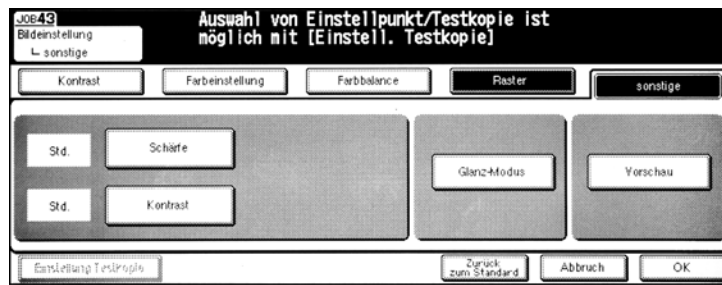 JOB43
Bildeinstellung
sonstige
Auswahl von Einstellpunkt/Testkopie ist
möglich mit [Einstell. Testkopie]
Kontrast
Farbeinstellung
Farbbalance
Raster
sonstige
Std.
Schärfe
Std.
Kontrast
Glanz-Modus
Vorschau
Einstellung Testkopie
Zurück
zum Standard
Abbruch
OK